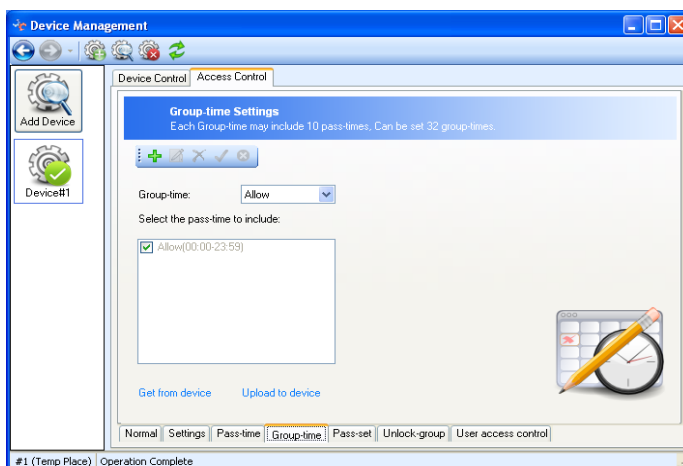 Device Management
Device Control Access Control
Add Device
Device#1
Group-time Settings
Each Group-time may include 10 pass-times, Can be set 32 group-times.
Group-time: Allow
Select the pass-time to include:
Allow(00:00-23:59)
Get from device Upload to device
Normal Settings Pass-time Group-time Pass-set Unlock-group User access control
#1 (Temp Place) Operation Complete